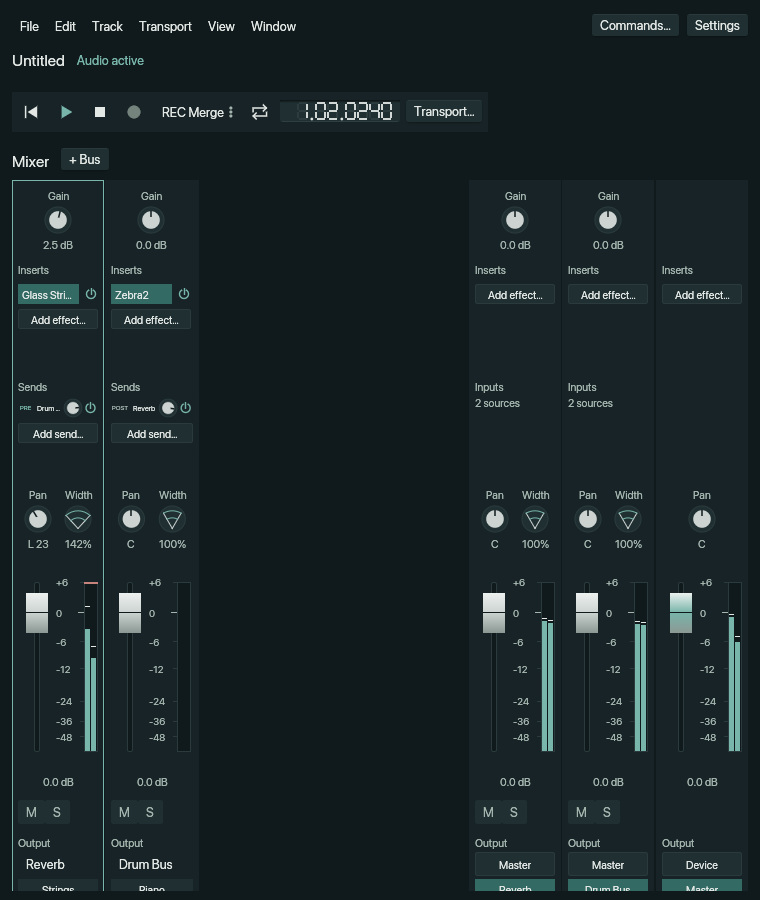 File Edit Track Transport View Window Commands... Settings
Untitled Audio active
REC Merge 1.02.0240 Transport...
Mixer + Bus
Gain Gain Gain Gain
2.5 dB 0.0 dB 0.0 dB 0.0 dB
Inserts Inserts Inserts Inserts Inserts
Glass Stri... Zebra2 Add effect... Add effect... Add effect...
Add effect... Add effect...
Sends Sends Inputs Inputs
PRE Drum ... POST Reverb 2 sources 2 sources
Add send... Add send...
Pan Width Pan Width Pan Width Pan Width Pan
L 23 142% C 100% C 100% C 100% C
+6 +6 +6 +6 +6
0 0 0 0 0
-6 -6 -6 -6 -6
-12 -12 -12 -12 -12
-24 -24 -24 -24 -24
-36 -36 -36 -36 -36
-48 -48 -48 -48 -48
0.0 dB 0.0 dB 0.0 dB 0.0 dB 0.0 dB
M S M S M S M S
Output Output Output Output Output
Reverb Drum Bus Master Master Device
Strings Piano Reverb Drum Bus Master